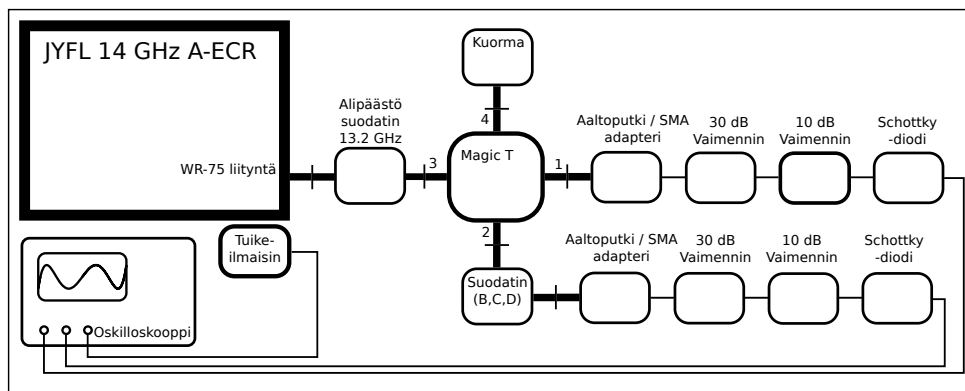 JYFL 14 GHz A-ECR
WR-75 liityntä
Alipäästö
suodatin
13.2 GHz
Kuorma
4
Magic T
3
1
2
Aaltoputki / SMA
adapteri
30 dB
Vaimennin
10 dB
Vaimennin
Schottky
-diodi
Suodatin
(B,C,D)
Aaltoputki / SMA
adapteri
30 dB
Vaimennin
10 dB
Vaimennin
Schottky
-diodi
Tuike-
ilmaisin
Oskilloskooppi